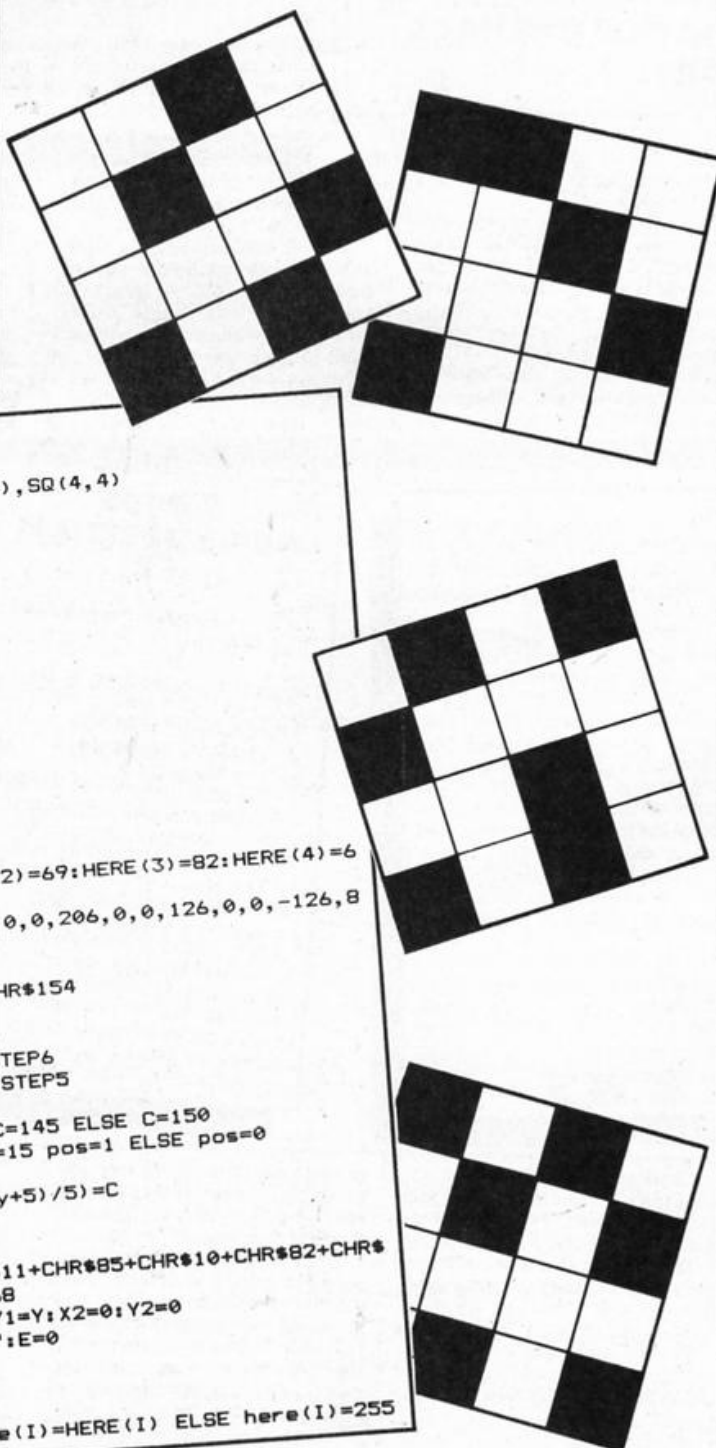 ),SQ(4,4)
2)=69:HERE(3)=82:HERE(4)=6
0,0,206,0,0,126,0,0,-126,8
HR$154
TEP6
STEP5
C=145 ELSE C=150
=15 pos=1 ELSE pos=0
y+5)/5)=C
11+CHR$85+CHR$10+CHR$82+CHR$
8
Y1=Y:X2=0:Y2=0
:E=0
e(I)=HERE(I) ELSE here(I)=255